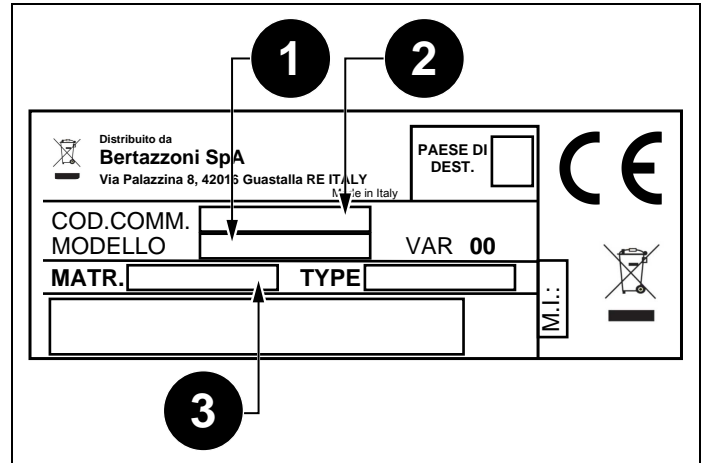 1
2
Distribuito da
Bertazzoni SpA
Via Palazzina 8, 42016 Guastalla RE ITALY
Made in Italy
PAESE DI
DEST.
CE
COD.COMM.
MODELLO
VAR 00
MATR.
TYPE
M.I.:
3